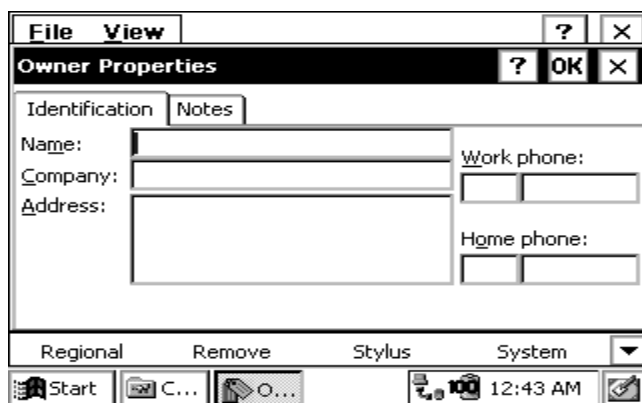 File View ? ×
Owner Properties ? OK ×
Identification Notes
Name:
Work phone:
Company:
Address:
Home phone:
Regional Remove Stylus System
Start C... O... 100 12:43 AM